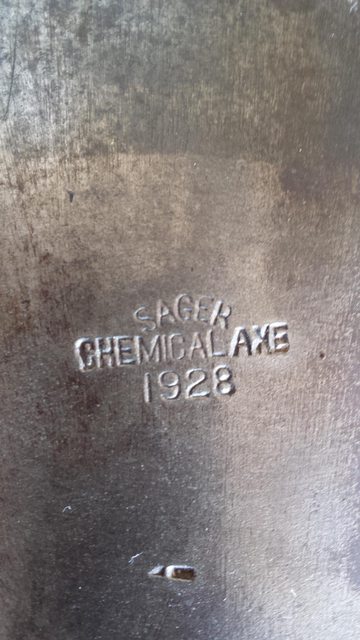 SAGER
CHEMICAL AXE
1928